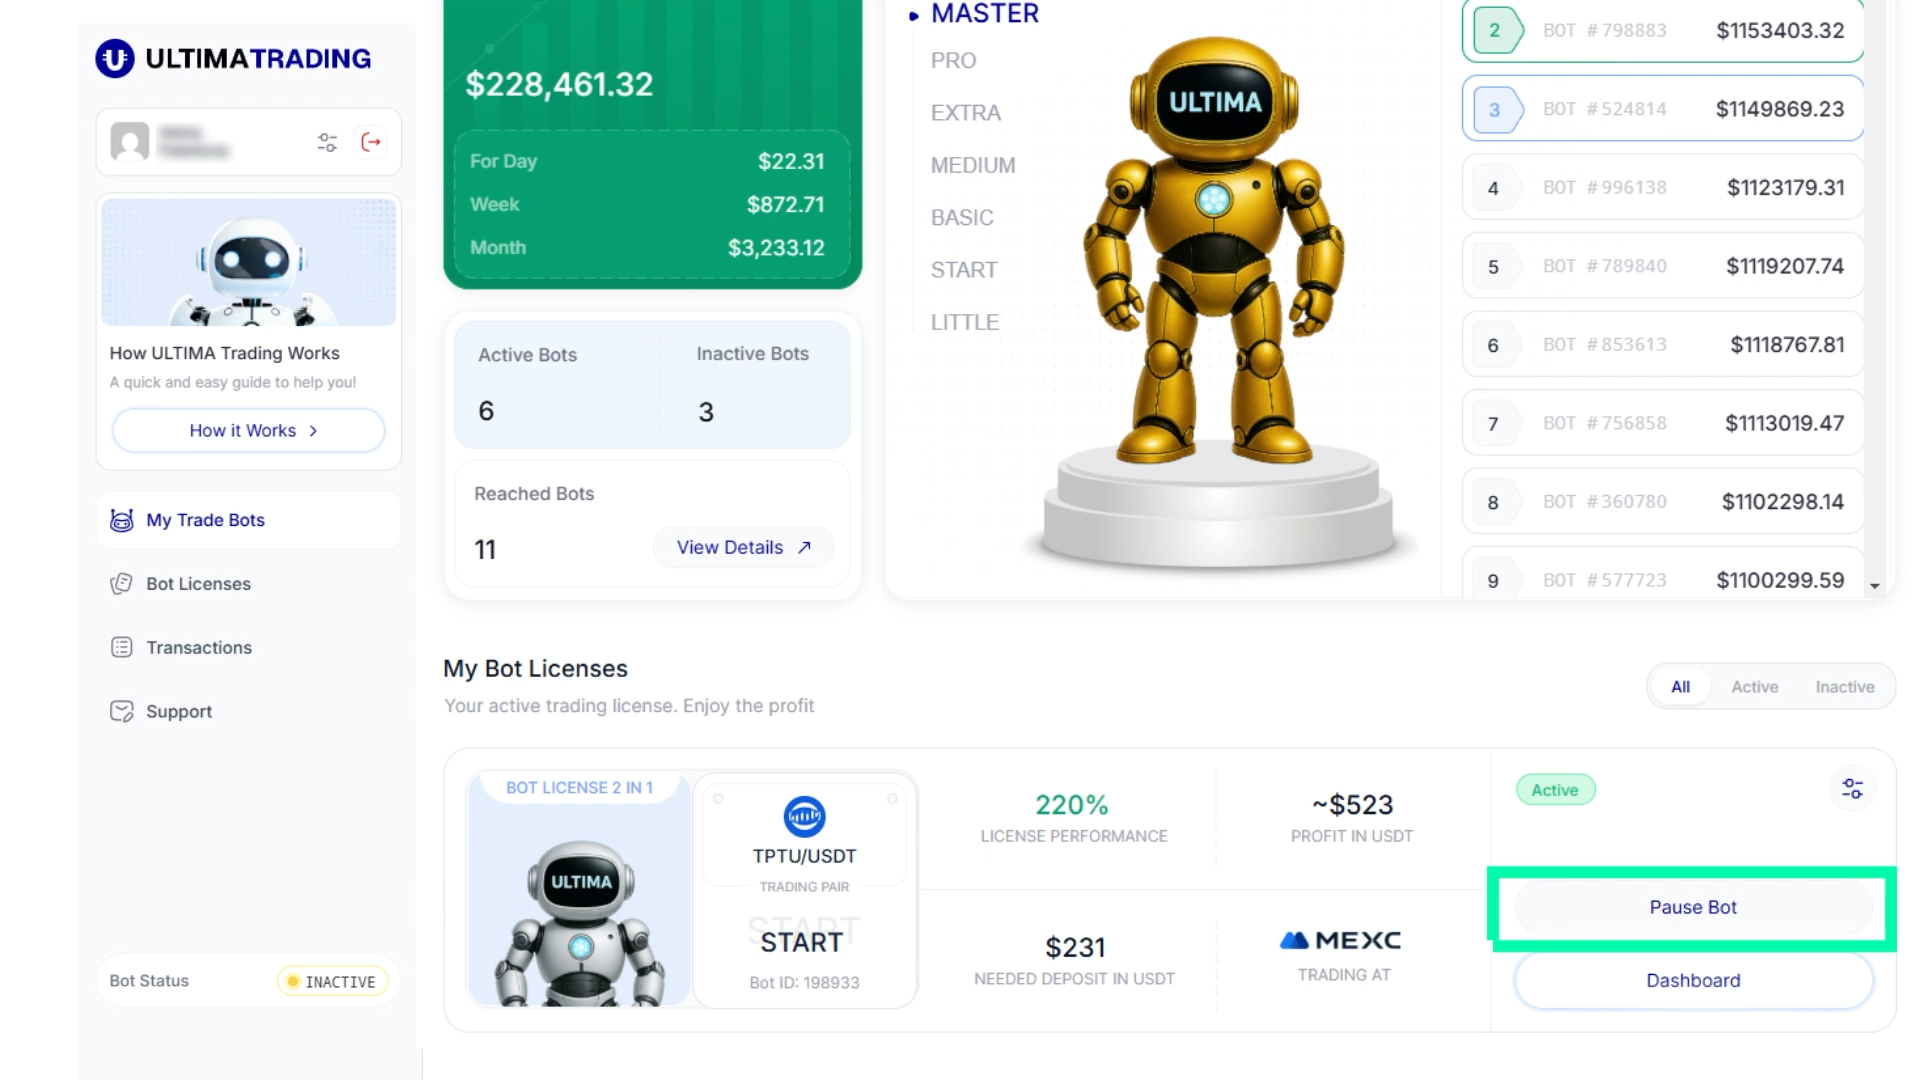 ULTIMATRADING
How ULTIMA Trading Works
A quick and easy guide to help you!
How it Works
My Trade Bots
Bot Licenses
Transactions
Support
Bot Status
INACTIVE
$228,461.32
For Day $22.31
Week $872.71
Month $3,233.12
Active Bots
6
Inactive Bots
3
Reached Bots
11
View Details
MASTER
PRO
EXTRA
MEDIUM
BASIC
START
LITTLE
ULTIMA
2 BOT #798883 $1153403.32
3 BOT #524814 $1149869.23
4 BOT #996138 $1123179.31
5 BOT #789840 $1119207.74
6 BOT #853613 $1118767.81
7 BOT #756858 $1113019.47
8 BOT #360780 $1102298.14
9 BOT #577723 $1100299.59
My Bot Licenses
Your active trading license. Enjoy the profit
All Active Inactive
BOT LICENSE 2 IN 1
ULTIMA
TPTU/USDT
TRADING PAIR
START
START
Bot ID: 198933
220%
LICENSE PERFORMANCE
~$523
PROFIT IN USDT
$231
NEEDED DEPOSIT IN USDT
MEXC
TRADING AT
Active
Pause Bot
Dashboard